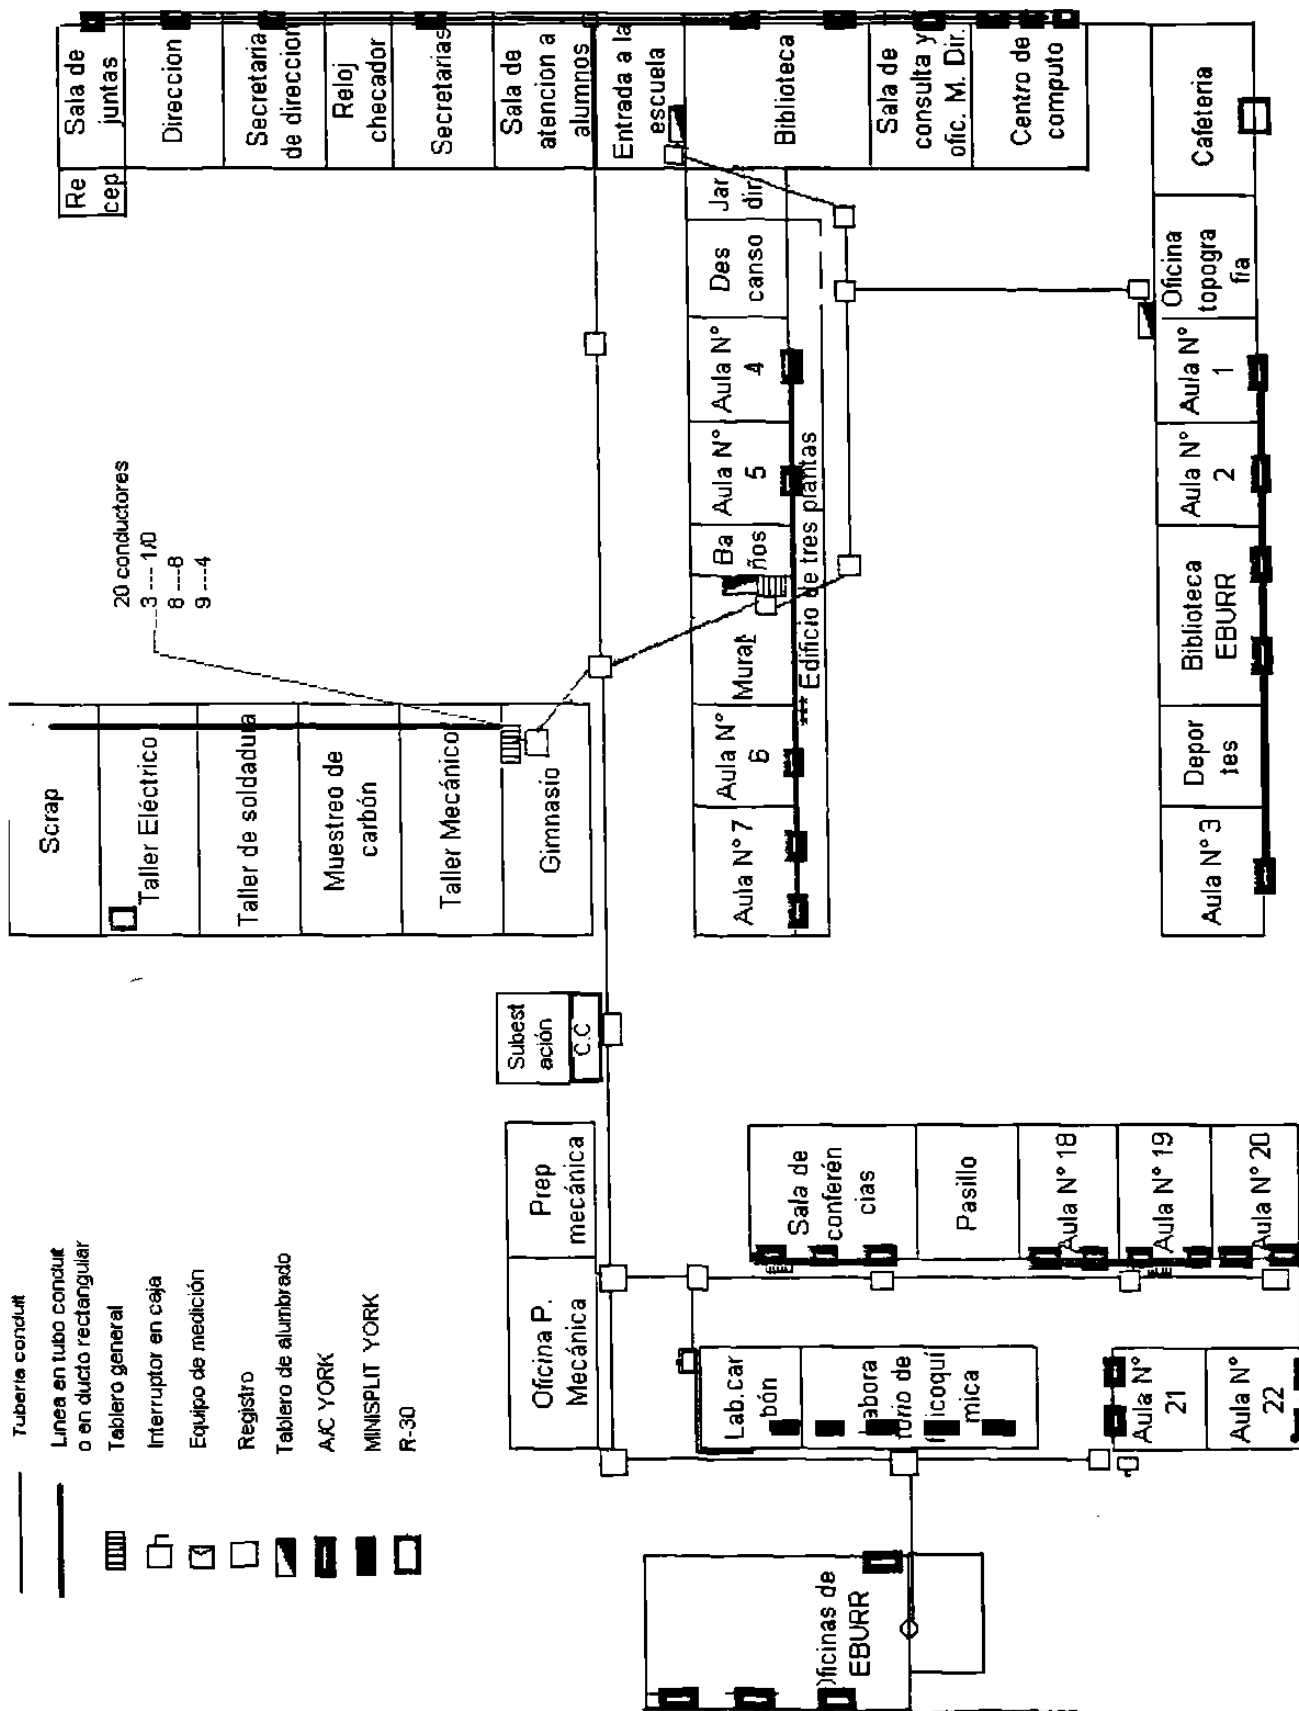 Tubería conduit
Línea en tubo conduit
o en ducto rectangular
Tablero general
Interruptor en caja
Equipo de medición
Registro
Tablero de alumbrado
A/C YORK
MINISPLIT YORK
R-30
20 conductores
3 --- 1/0
8 ---8
9 ---4
Scrap
Taller Eléctrico
Taller de soldadura
Muestreo de
carbón
Taller Mecánico
Gimnasio
Re
cep
Sala de
juntas
Direccion
Secretaria
de direccion
Reloj
checador
Secretarias
Sala de
atencion a
alumnos
Entrada a la
escuela
Biblioteca
Sala de
consulta y
ofic. M. Dir.
Centro de
computo
Oficina P.
Mecánica
Prep
mecánica
Subest
ación
C.C
Aula N° 7
Aula N°
6
Mural
Ba
ños
Aula N°
5
Aula N°
4
Des
canso
Jar
din
*** Edificio de tres plantas
Oficinas de
EBURR
Lab.Car
bón
Labora
torio de
fisicoquí
mica
Aula N°
21
Aula N°
22
Sala de
conferén
cias
Pasillo
Aula N° 18
Aula N° 19
Aula N° 20
Aula N° 3
Depor
tes
Biblioteca
EBURR
Aula N°
2
Aula N°
1
Oficina
topogra
fía
Cafeteria